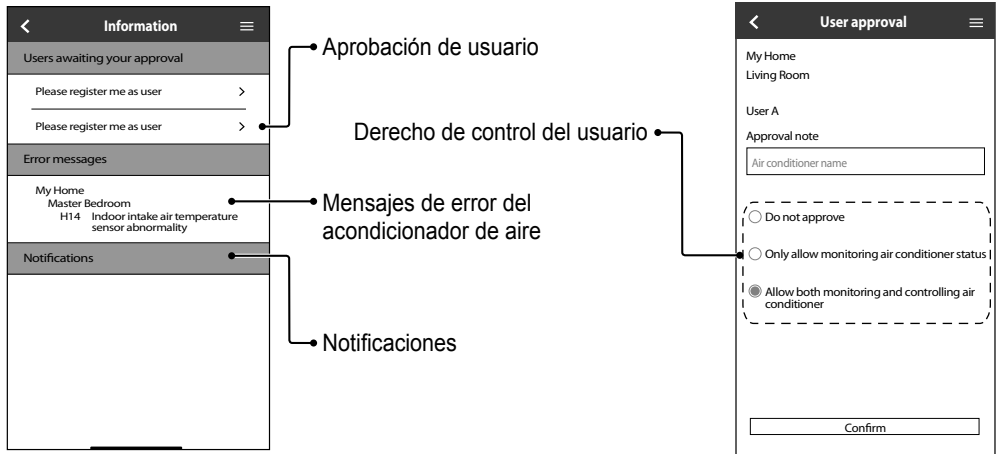 Information
Users awaiting your approval
Please register me as user
Please register me as user
Error messages
My Home
Master Bedroom
H14 Indoor intake air temperature
sensor abnormality
Notifications
Aprobación de usuario
Derecho de control del usuario
Mensajes de error del
acondicionador de aire
Notificaciones
User approval
My Home
Living Room
User A
Approval note
Air conditioner name
Do not approve
Only allow monitoring air conditioner status
Allow both monitoring and controlling air
conditioner
Confirm